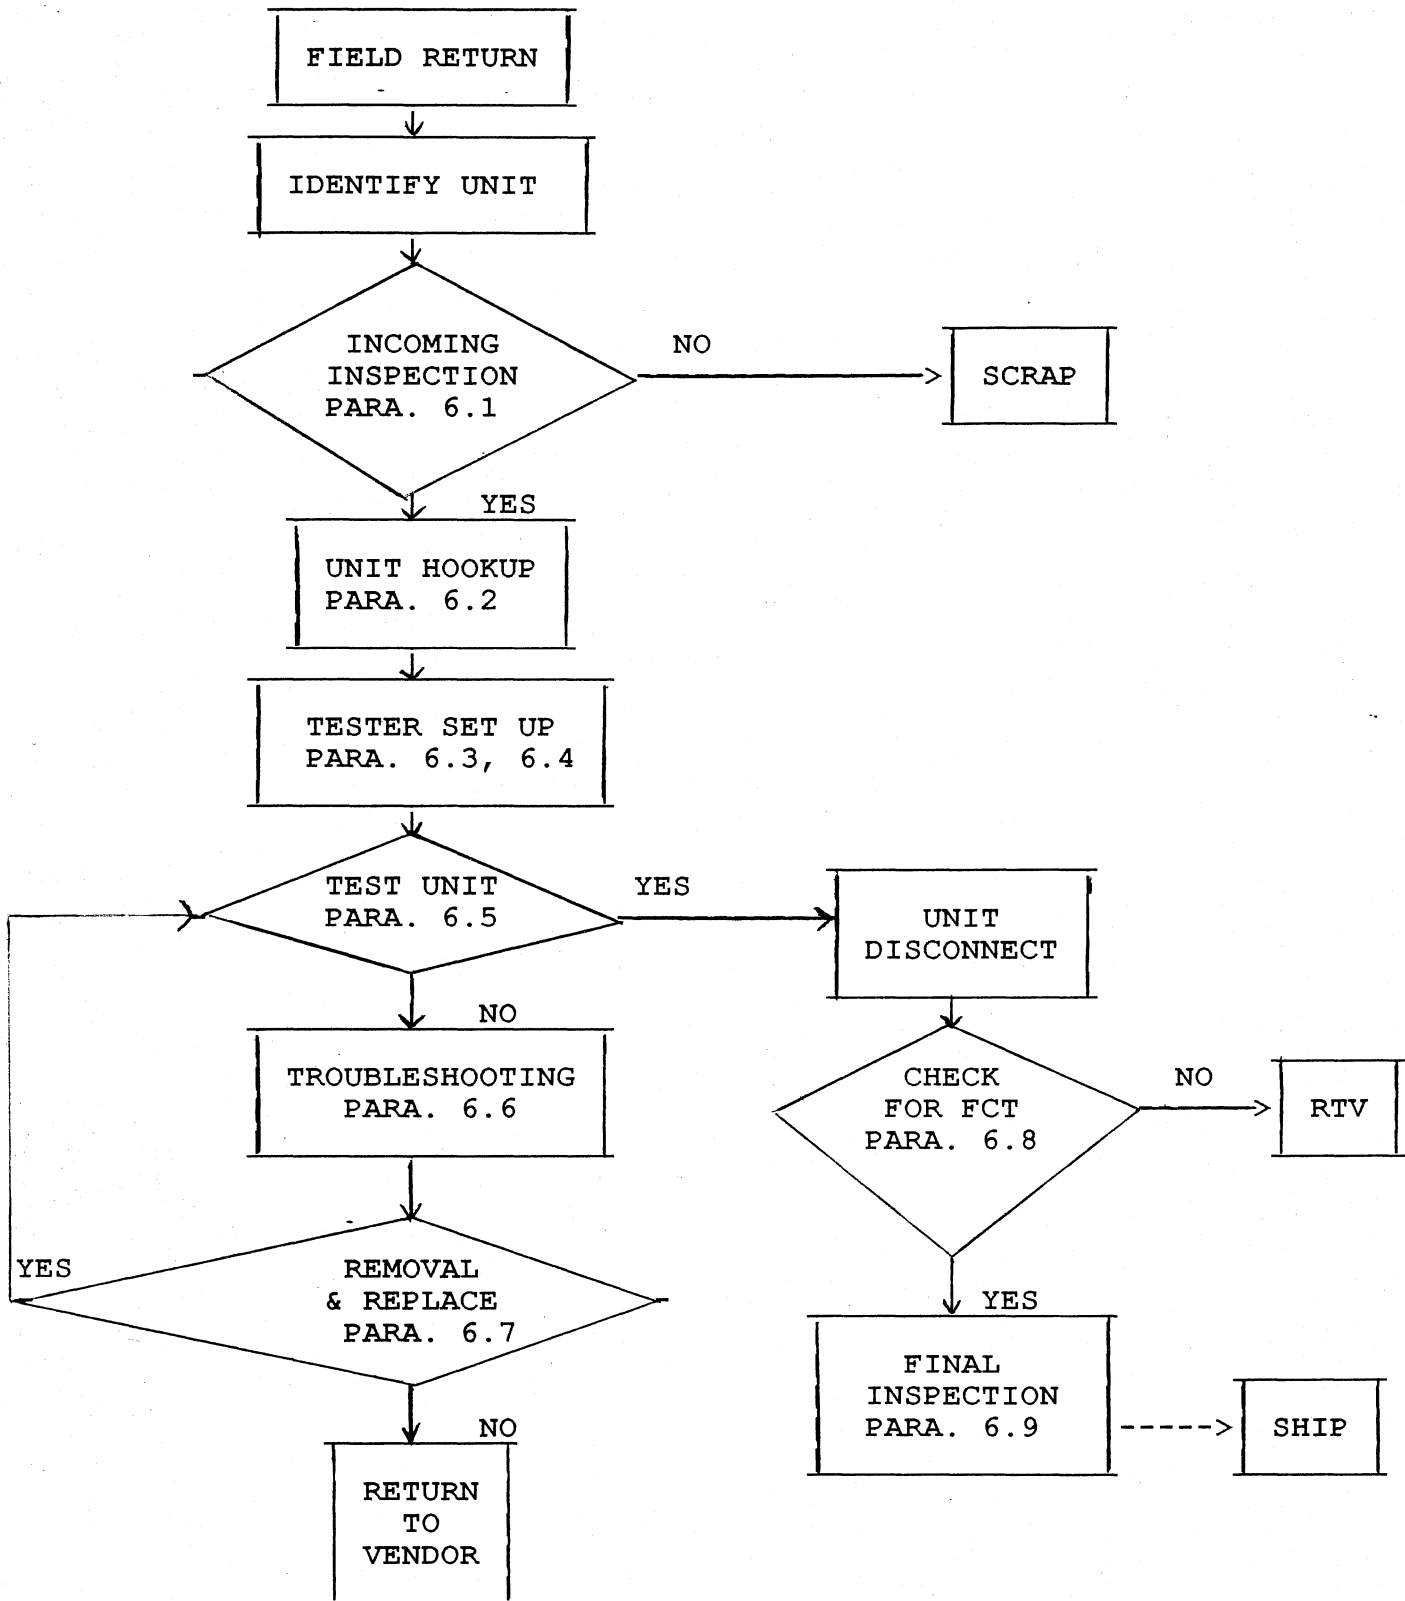 FIELD RETURN
IDENTIFY UNIT
INCOMING
INSPECTION
PARA. 6.1
NO
SCRAP
YES
UNIT HOOKUP
PARA. 6.2
TESTER SET UP
PARA. 6.3, 6.4
TEST UNIT
PARA. 6.5
YES
UNIT
DISCONNECT
NO
TROUBLESHOOTING
PARA. 6.6
CHECK
FOR FCT
PARA. 6.8
NO
RTV
YES
REMOVAL
& REPLACE
PARA. 6.7
YES
FINAL
INSPECTION
PARA. 6.9
SHIP
NO
RETURN
TO
VENDOR